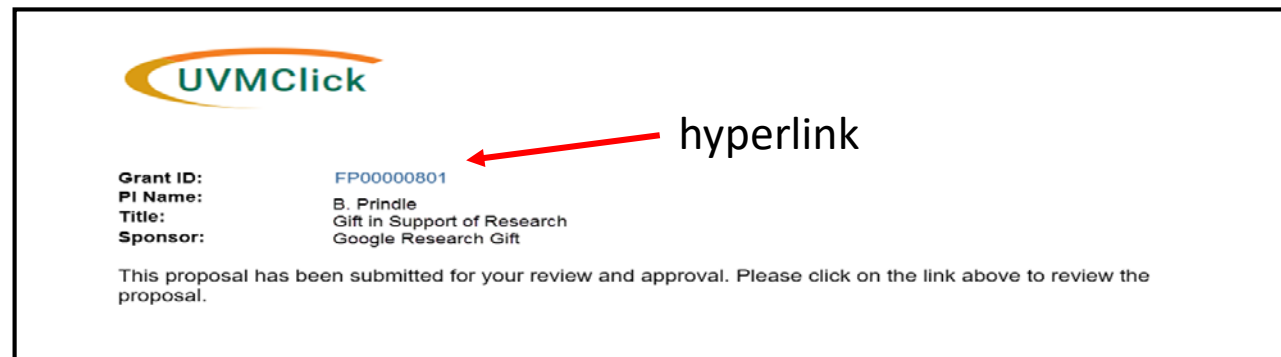 UVMClick
hyperlink
Grant ID: FP00000801
PI Name: B. Prindle
Title: Gift in Support of Research
Sponsor: Google Research Gift
This proposal has been submitted for your review and approval. Please click on the link above to review the
proposal.